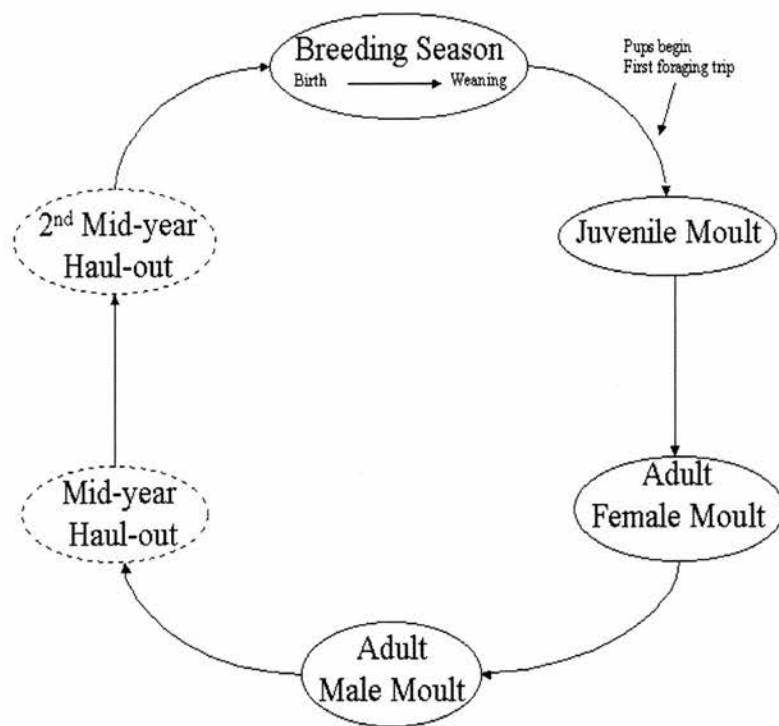 Breeding Season
Birth Weaning
Pups begin
First foraging trip
Juvenile Moult
Adult
Female Moult
Adult
Male Moult
Mid-year
Haul-out
2nd Mid-year
Haul-out